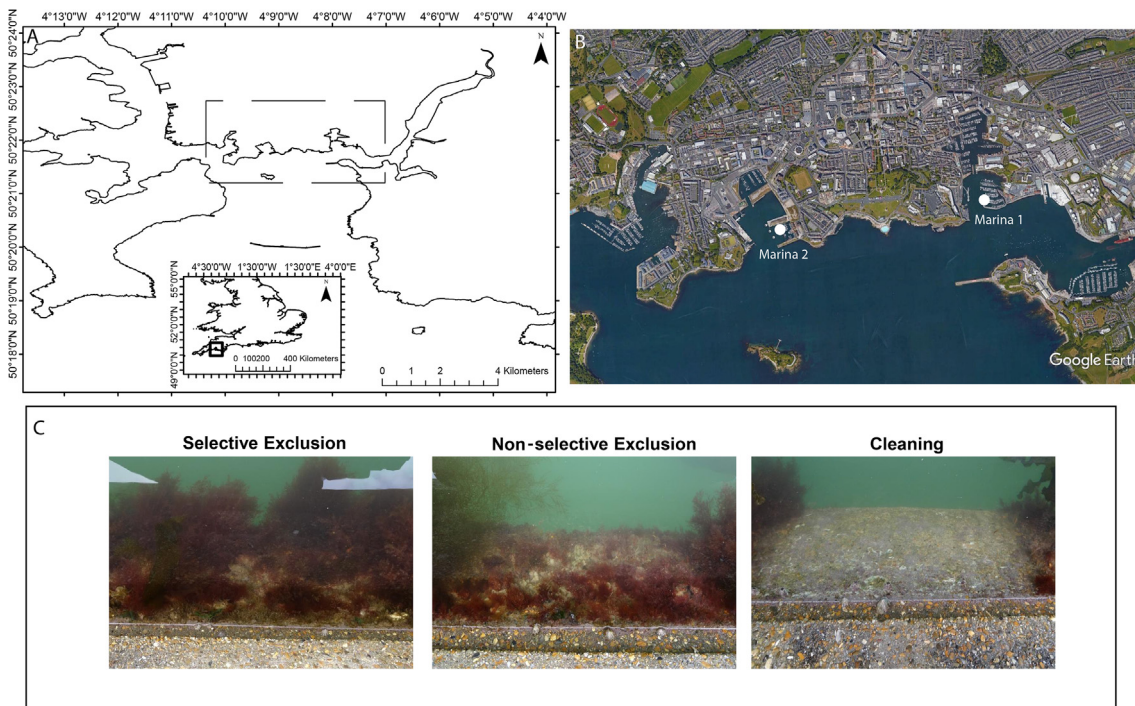 4°13'0"W 4°12'0"W 4°11'0"W 4°10'0"W 4°9'0"W 4°8'0"W 4°7'0"W 4°6'0"W 4°5'0"W 4°4'0"W
A
N
50°24'0"N
50°23'0"N
50°22'0"N
50°21'0"N
50°20'0"N
50°19'0"N
50°18'0"N
4°30'0"W 1°30'0"W 1°30'0"E 4°0'0"E
N
55°0'0"N
52°0'0"N
49°0'0"N
0 100200 400 Kilometers
0 1 2 4 Kilometers
B
Marina 1
Marina 2
Google Earth
C
Selective Exclusion
Non-selective Exclusion
Cleaning